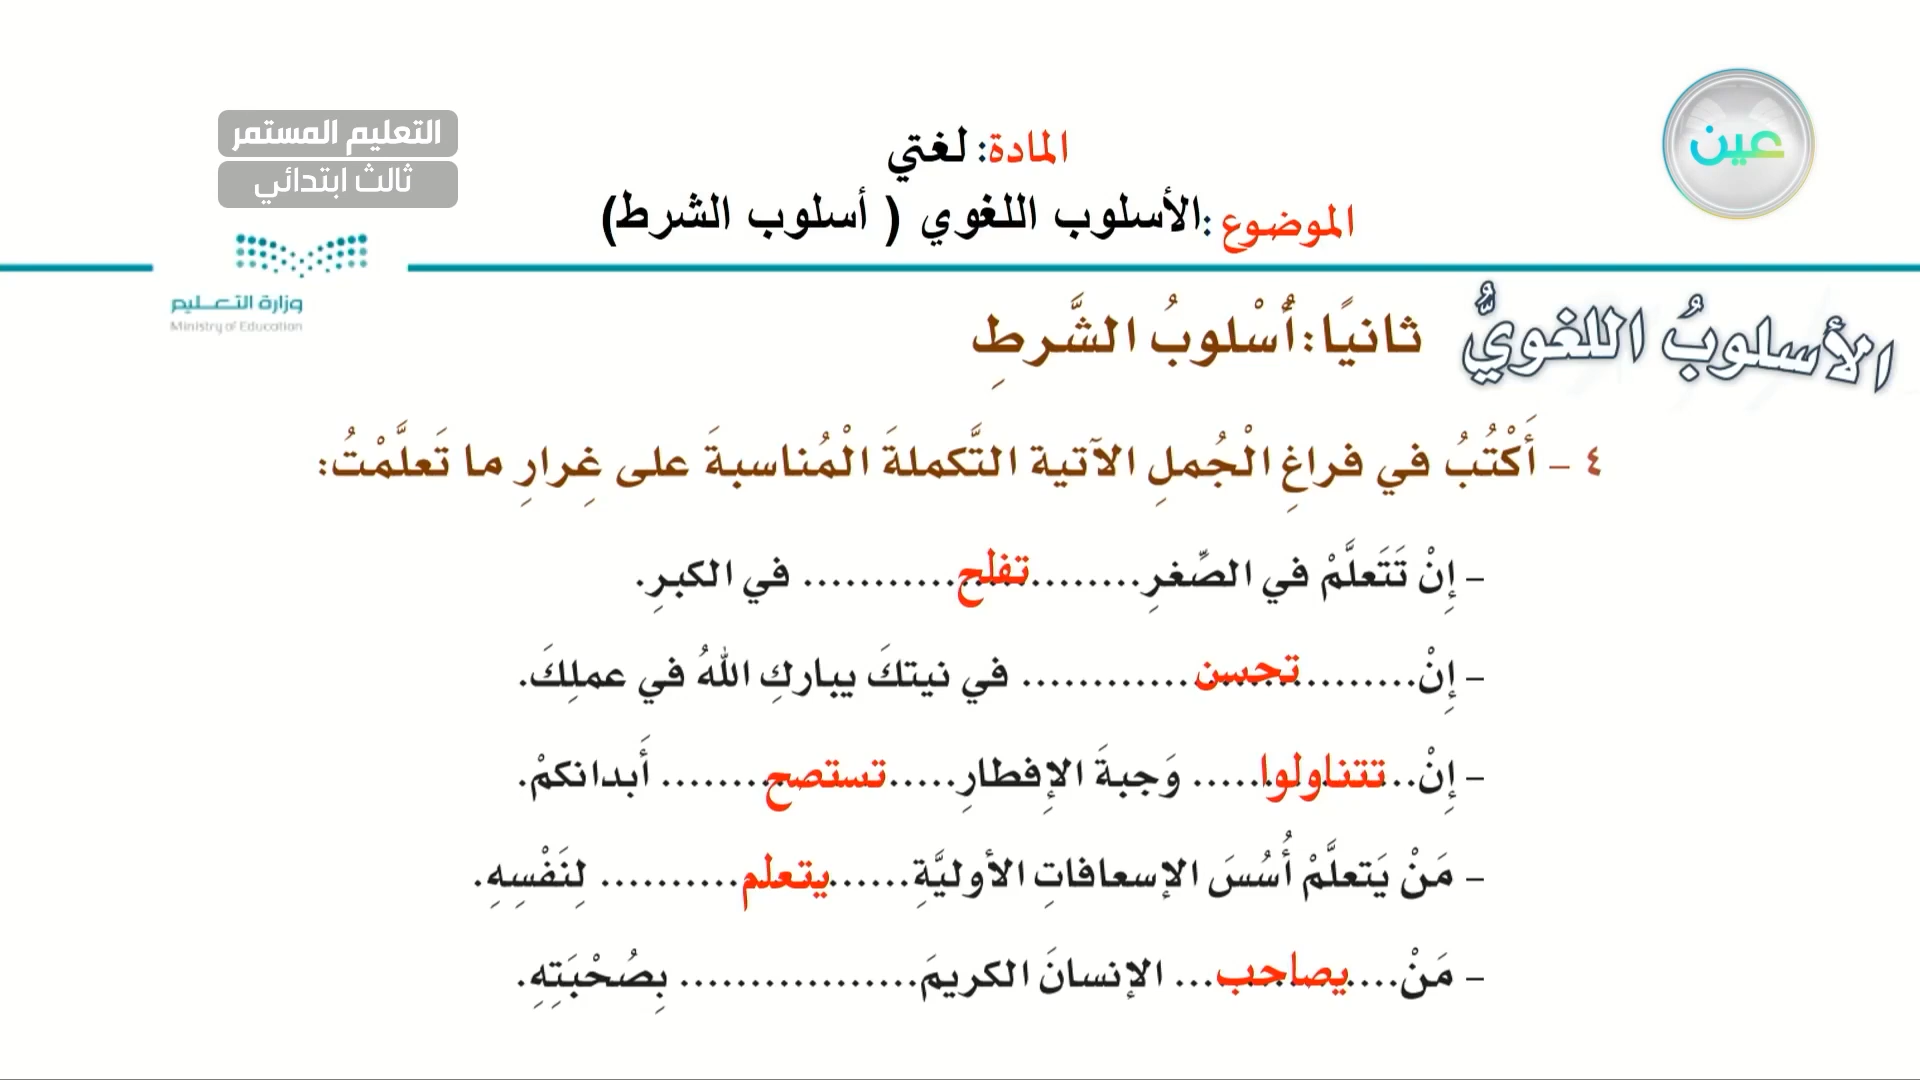 عين
التعليم المستمر
ثالث ابتدائي
المادة: لغتي
الموضوع: الأسلوب اللغوي ( أسلوب الشرط)
وزارة التعليم
Ministry of Education
الأسلوبُ اللغويُّ
ثانيًا: أُسْلوبُ الشَّرطِ
٤ – أَكْتُبُ في فراغِ الْجُملِ الآتية التَّكملةَ الْمُناسبةَ على غِرارِ ما تَعلَّمْتُ:
– إِنْ تَتَعلَّمْ في الصِّغرِ........تفلح........... في الكبرِ.
– إِنْ........تحسن............ في نيتكَ يباركِ اللهُ في عملِكَ.
– إِنْ..تتناولوا..... وَجبةَ الإِفطارِ.....تستصح....... أَبدانكمْ.
– مَنْ يَتعلَّمْ أُسُسَ الإسعافاتِ الأوليَّةِ......يتعلم.......... لِنَفْسِهِ.
– مَنْ....يصاحب... الإنسانَ الكريمَ................. بِصُحْبَتِهِ.